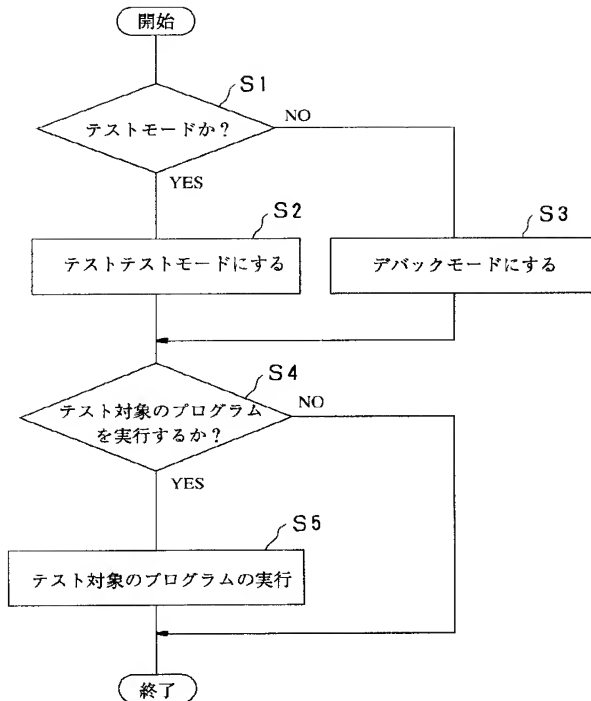 開始
S1
テストモードか?
NO
YES
S2
テストテストモードにする
S3
デバックモードにする
S4
テスト対象のプログラム
を実行するか?
NO
YES
S5
テスト対象のプログラムの実行
終了